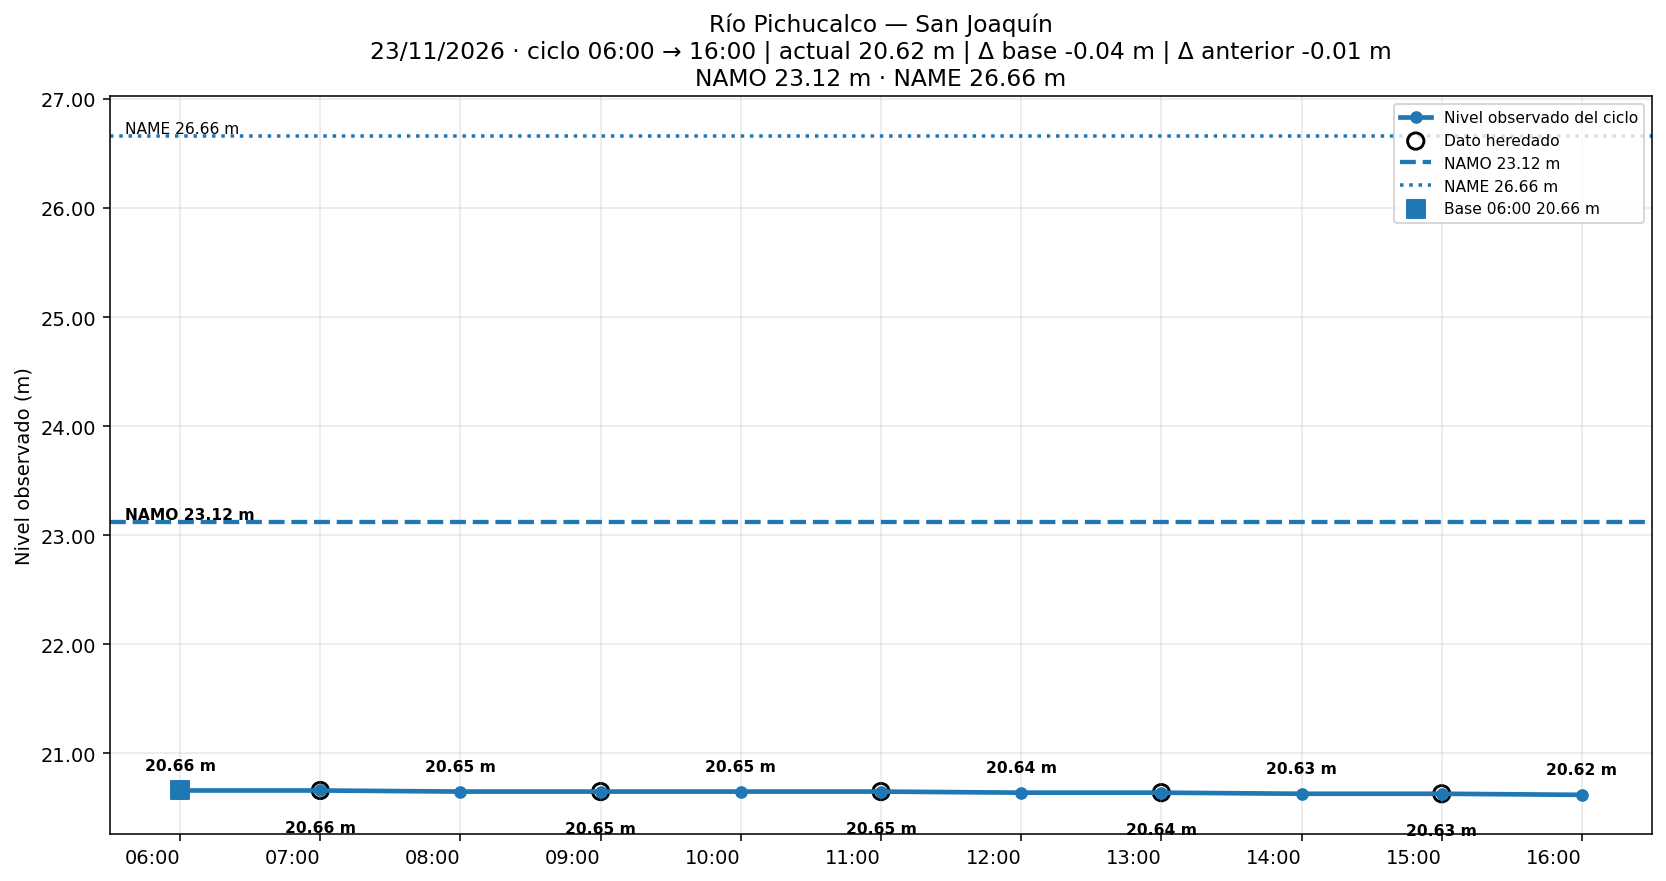 Río Pichucalco — San Joaquín
23/11/2026 · ciclo 06:00 → 16:00 | actual 20.62 m | Δ base -0.04 m | Δ anterior -0.01 m
NAMO 23.12 m · NAME 26.66 m
Nivel observado (m)
27.00
26.00
25.00
24.00
23.00
22.00
21.00
NAME 26.66 m
NAMO 23.12 m
Nivel observado del ciclo
Dato heredado
NAMO 23.12 m
NAME 26.66 m
Base 06:00 20.66 m
20.66 m
20.66 m
20.65 m
20.65 m
20.65 m
20.65 m
20.64 m
20.64 m
20.63 m
20.63 m
20.62 m
06:00 07:00 08:00 09:00 10:00 11:00 12:00 13:00 14:00 15:00 16:00